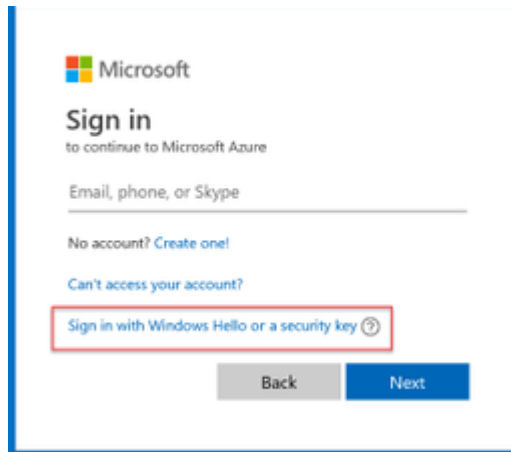 Microsoft
Sign in
to continue to Microsoft Azure
Email, phone, or Skype
No account? Create one!
Can't access your account?
Sign in with Windows Hello or a security key ?
Back Next